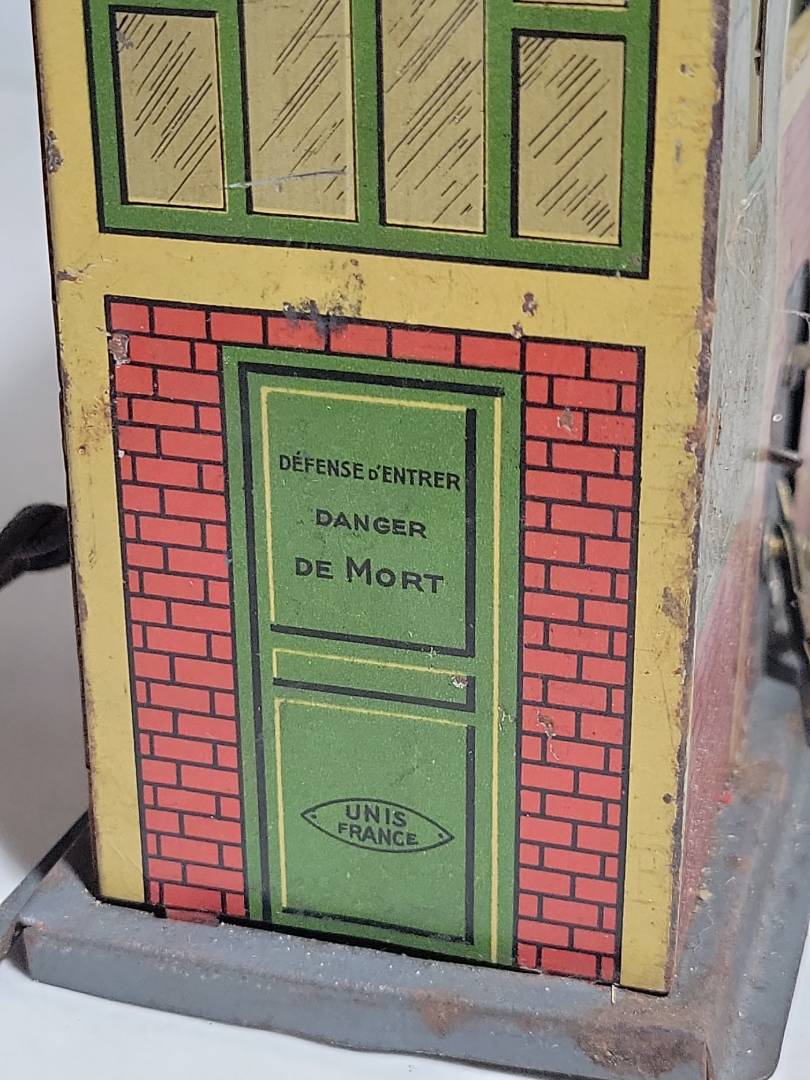 DÉFENSE D'ENTRER
DANGER
DE MORT
UNIS
FRANCE